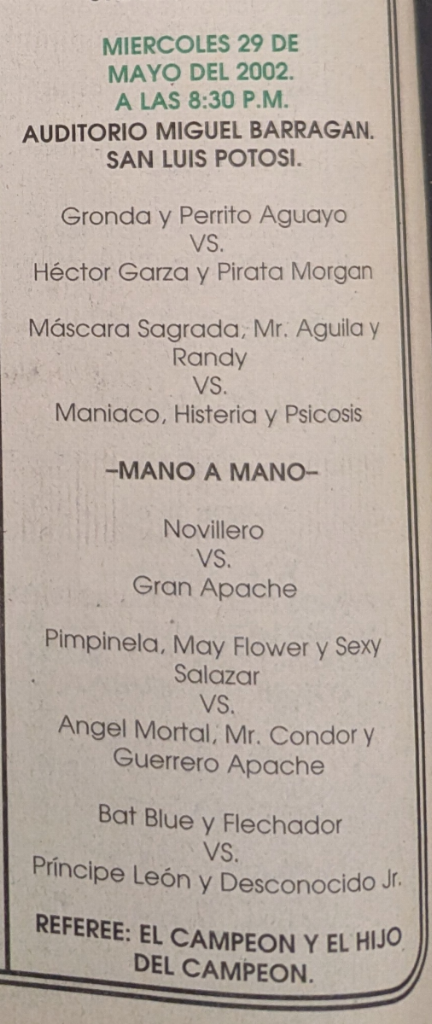 MIERCOLES 29 DE
MAYO DEL 2002.
A LAS 8:30 P.M.
AUDITORIO MIGUEL BARRAGAN.
SAN LUIS POTOSI.
Gronda y Perrito Aguayo
VS.
Héctor Garza y Pirata Morgan
Máscara Sagrada, Mr. Aguila y
Randy
VS.
Maniaco, Histeria y Psicosis
–MANO A MANO–
Novillero
VS.
Gran Apache
Pimpinela, May Flower y Sexy
Salazar
VS.
Angel Mortal, Mr. Condor y
Guerrero Apache
Bat Blue y Flechador
VS.
Príncipe León y Desconocido Jr.
REFEREE: EL CAMPEON Y EL HIJO
DEL CAMPEON.